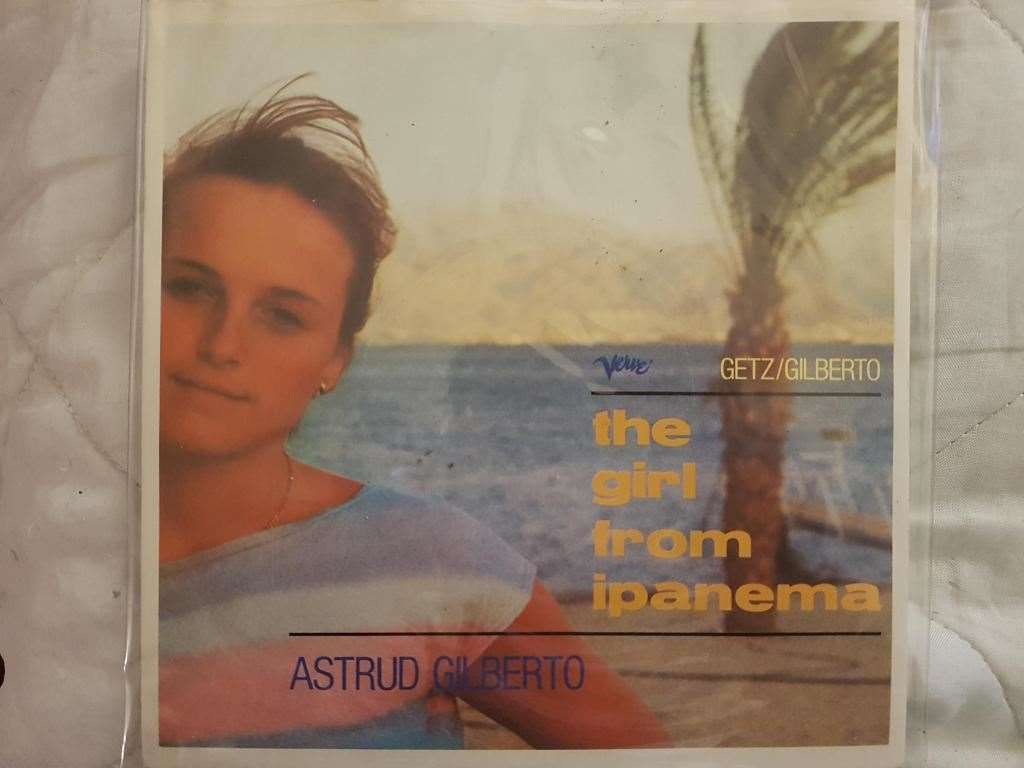 Verve
GETZ/GILBERTO
the
girl
from
ipanema
ASTRUD GILBERTO